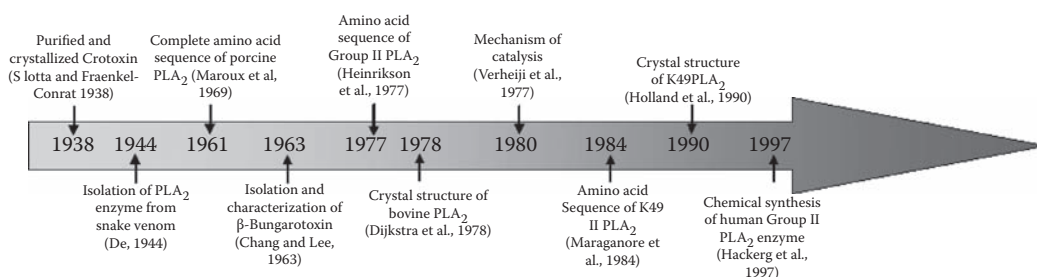 Purified and
crystallized Crotoxin
(S lotta and Fraenkel-
Conrat 1938)
Complete amino acid
sequence of porcine
PLA₂ (Maroux et al,
1969)
Amino acid
sequence of
Group II PLA₂
(Heinrikson
et al., 1977)
Mechanism of
catalysis
(Verheiji et al.,
1977)
Crystal structure
of K49PLA₂
(Holland et al., 1990)
1938 1944 1961 1963 1977 1978 1980 1984 1990 1997
Isolation of PLA₂
enzyme from
snake venom
(De, 1944)
Isolation and
characterization of
β-Bungarotoxin
(Chang and Lee,
1963)
Crystal structure of
bovine PLA₂
(Dijkstra et al., 1978)
Amino acid
Sequence of K49
II PLA₂
(Maraganore et
al., 1984)
Chemical synthesis
of human Group II
PLA₂ enzyme
(Hackerg et al.,
1997)